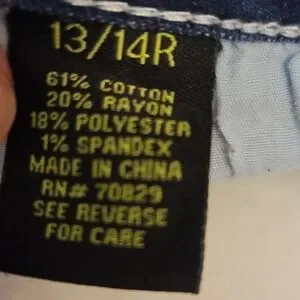 13/14R
61% COTTON
20% RAYON
18% POLYESTER
1% SPANDEX
MADE IN CHINA
RN# 70829
SEE REVERSE
FOR CARE